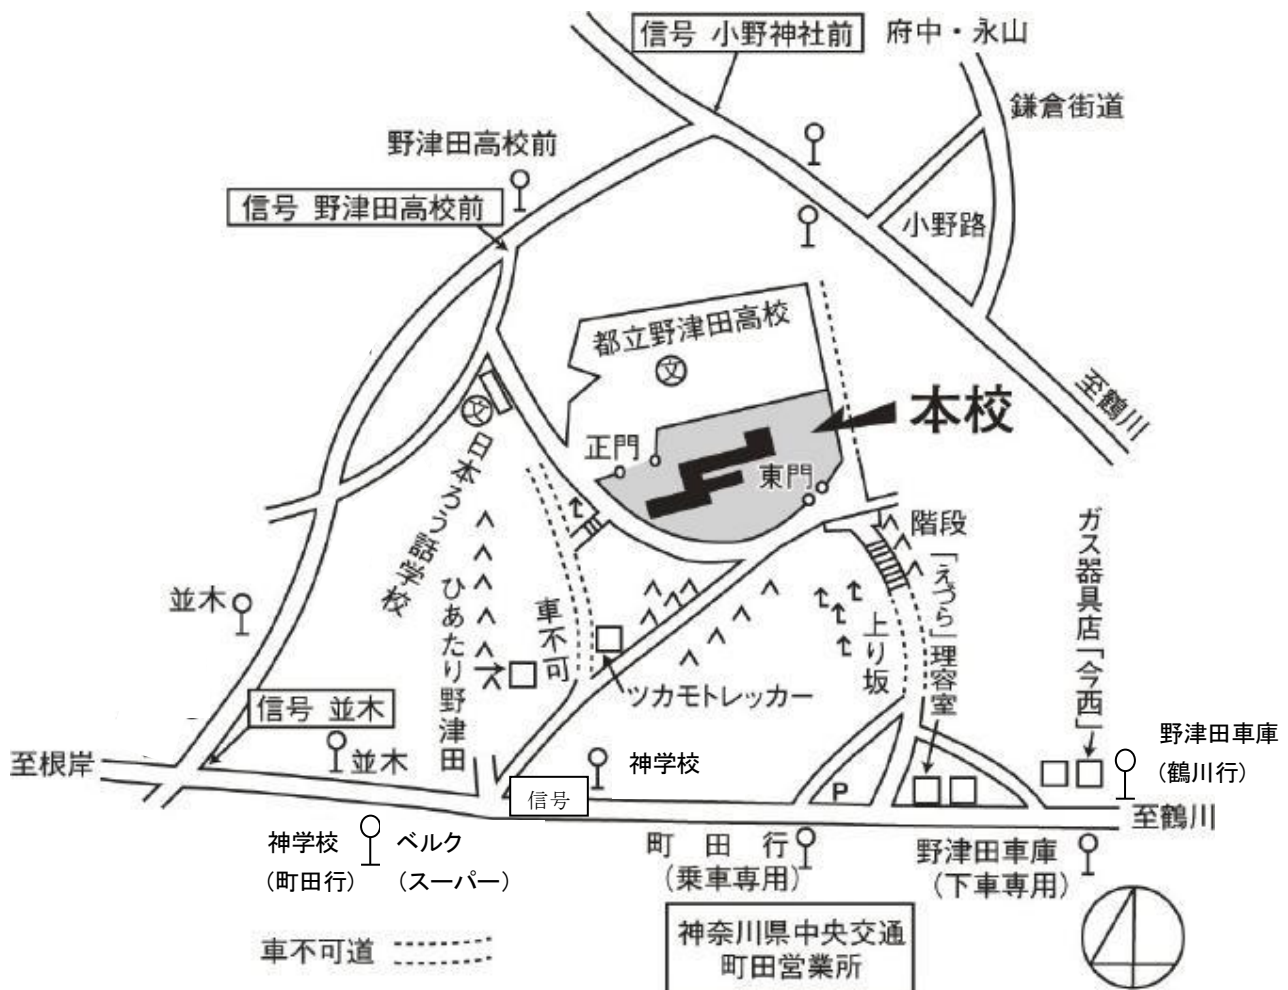 信号 小野神社前
府中・永山
鎌倉街道
野津田高校前
信号 野津田高校前
小野路
都立野津田高校
文
至鶴川
本校
正門
東門
文
日本ろう話学校
階段
ガス器具店「今西」
「えづら」理容室
並木
ひあたり野津田
車不可
上り坂
ツカモトレッカー
信号 並木
野津田車庫
(鶴川行)
至根岸
並木
神学校
信号
P
至鶴川
神学校
(町田行)
ベルク
(スーパー)
町田行
(乗車専用)
野津田車庫
(下車専用)
車不可道
神奈川県中央交通
町田営業所